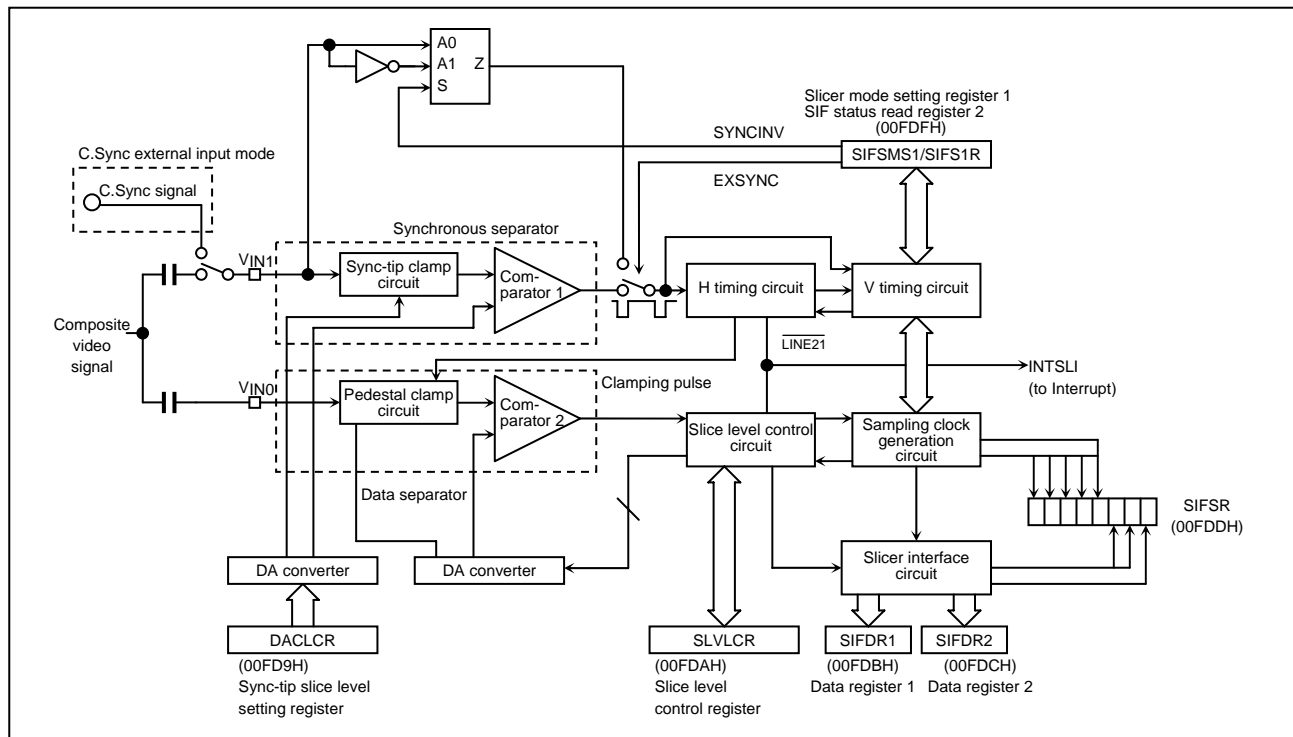 A0
A1
S
Z
Slicer mode setting register 1
SIF status read register 2
(00FDFH)
SYNCINV
SIFSMS1/SIFS1R
EXSYNC
C.Sync external input mode
C.Sync signal
Synchronous separator
VIN1
Sync-tip clamp
circuit
Com-
parator 1
H timing circuit
V timing circuit
Composite
video
signal
LINE21
INTSLI
(to Interrupt)
VIN0
Clamping pulse
Pedestal clamp
circuit
Com-
parator 2
Slice level control
circuit
Sampling clock
generation
circuit
Data separator
SIFSR
(00FDDH)
DA converter
DA converter
Slicer interface
circuit
DACLCR
(00FD9H)
Sync-tip slice level
setting register
SLVLCR
(00FDAH)
Slice level
control register
SIFDR1
(00FDBH)
Data register 1
SIFDR2
(00FDCH)
Data register 2